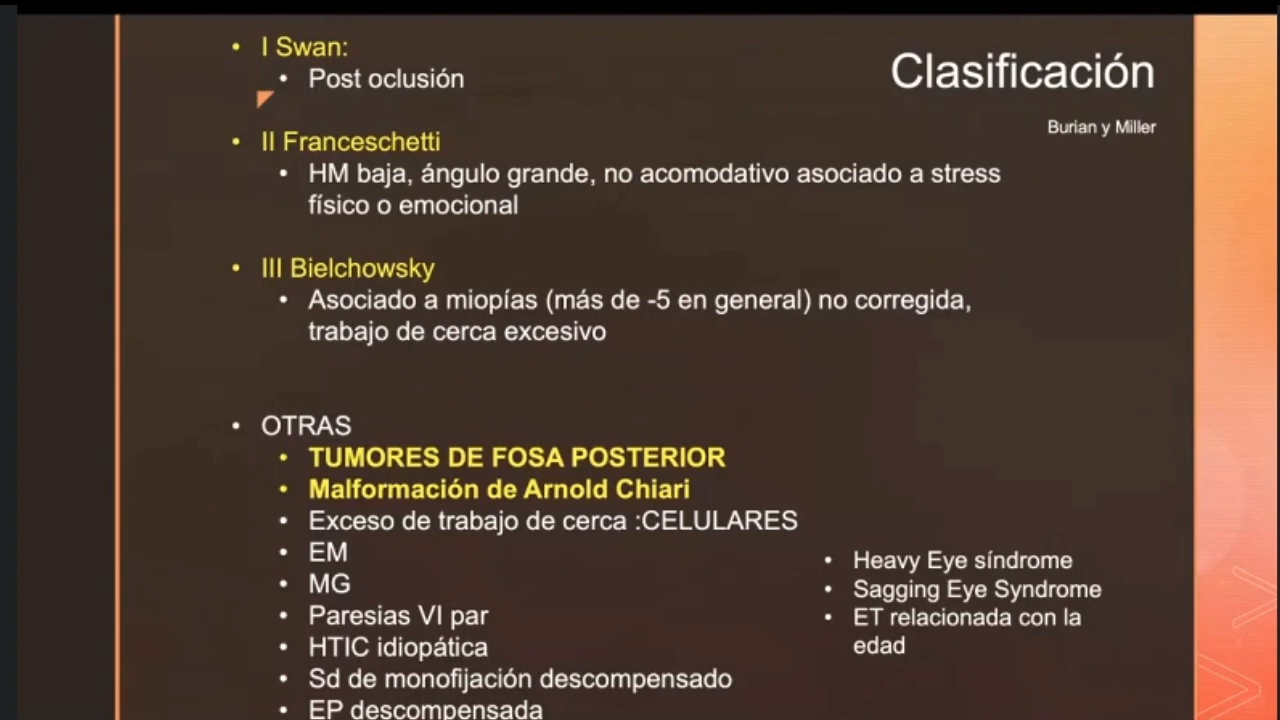 Clasificación
Burian y Miller
• I Swan:
• Post oclusión
• II Franceschetti
• HM baja, ángulo grande, no acomodativo asociado a stress
físico o emocional
• III Bielchowsky
• Asociado a miopías (más de -5 en general) no corregida,
trabajo de cerca excesivo
• OTRAS
• TUMORES DE FOSA POSTERIOR
• Malformación de Arnold Chiari
• Exceso de trabajo de cerca :CELULARES
• EM
• MG
• Paresias VI par
• HTIC idiopática
• Sd de monofijación descompensado
• EP descompensada
• Heavy Eye síndrome
• Sagging Eye Syndrome
• ET relacionada con la
edad